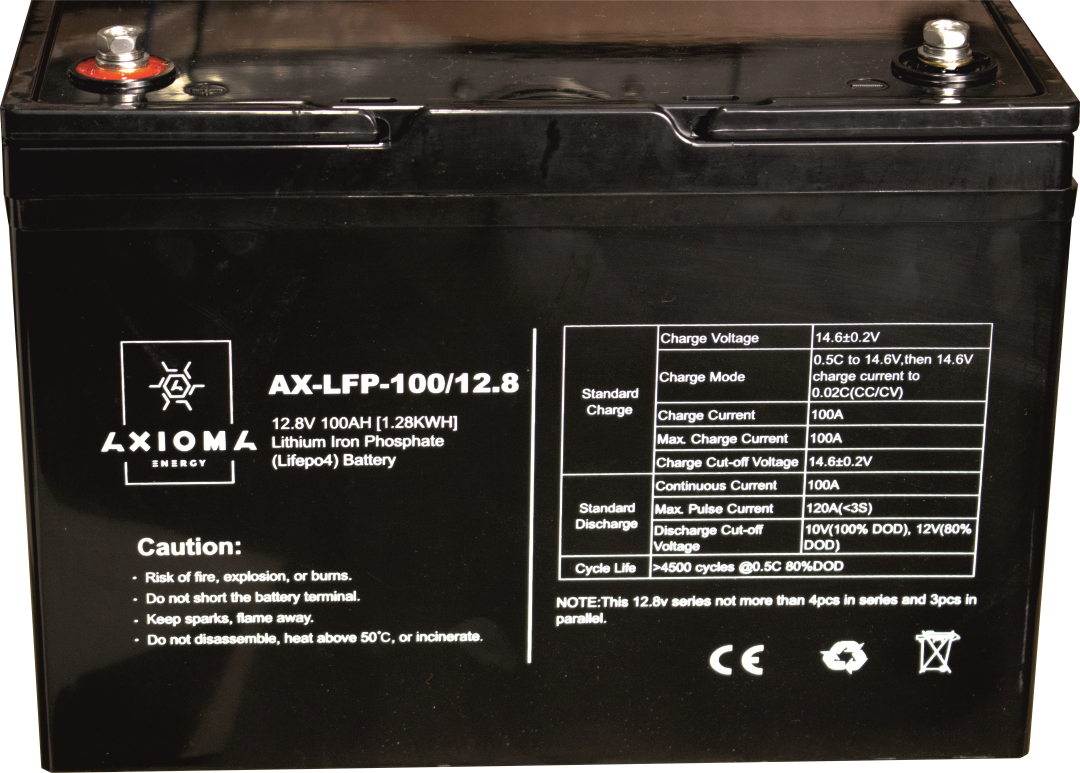 AXIOMA
ENERGY
AX-LFP-100/12.8
12.8V 100AH [1.28KWH]
Lithium Iron Phosphate
(Lifepo4) Battery
Caution:
· Risk of fire, explosion, or burns.
· Do not short the battery terminal.
· Keep sparks, flame away.
· Do not disassemble, heat above 50°C, or incinerate.
Standard
Charge
Charge Voltage
14.6±0.2V
Charge Mode
0.5C to 14.6V,then 14.6V
charge current to
0.02C(CC/CV)
Charge Current
100A
Max. Charge Current
100A
Charge Cut-off Voltage
14.6±0.2V
Standard
Discharge
Continuous Current
100A
Max. Pulse Current
120A(<3S)
Discharge Cut-off
Voltage
10V(100% DOD), 12V(80%
DOD)
Cycle Life
>4500 cycles @0.5C 80%DOD
NOTE:This 12.8v series not more than 4pcs in series and 3pcs in
parallel.
CE